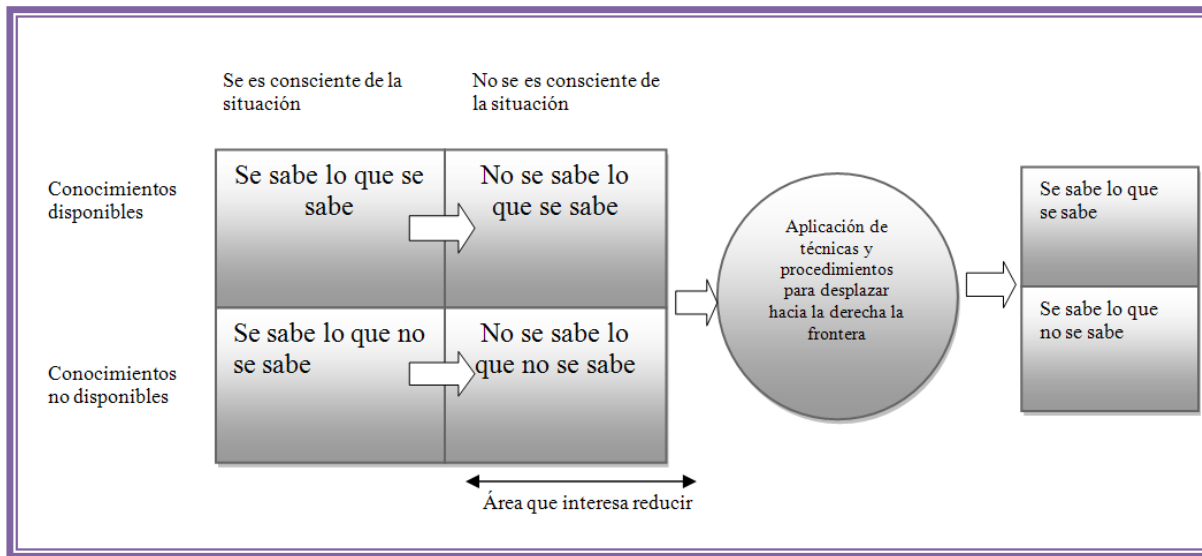 Se es consciente de la
situación
No se es consciente de
la situación
Conocimientos
disponibles
Se sabe lo que se
sabe
No se sabe lo
que se sabe
Conocimientos
no disponibles
Se sabe lo que no
se sabe
No se sabe lo
que no se sabe
Área que interesa reducir
Aplicación de
técnicas y
procedimientos
para desplazar
hacia la derecha la
frontera
Se sabe lo que
se sabe
Se sabe lo que
no se sabe